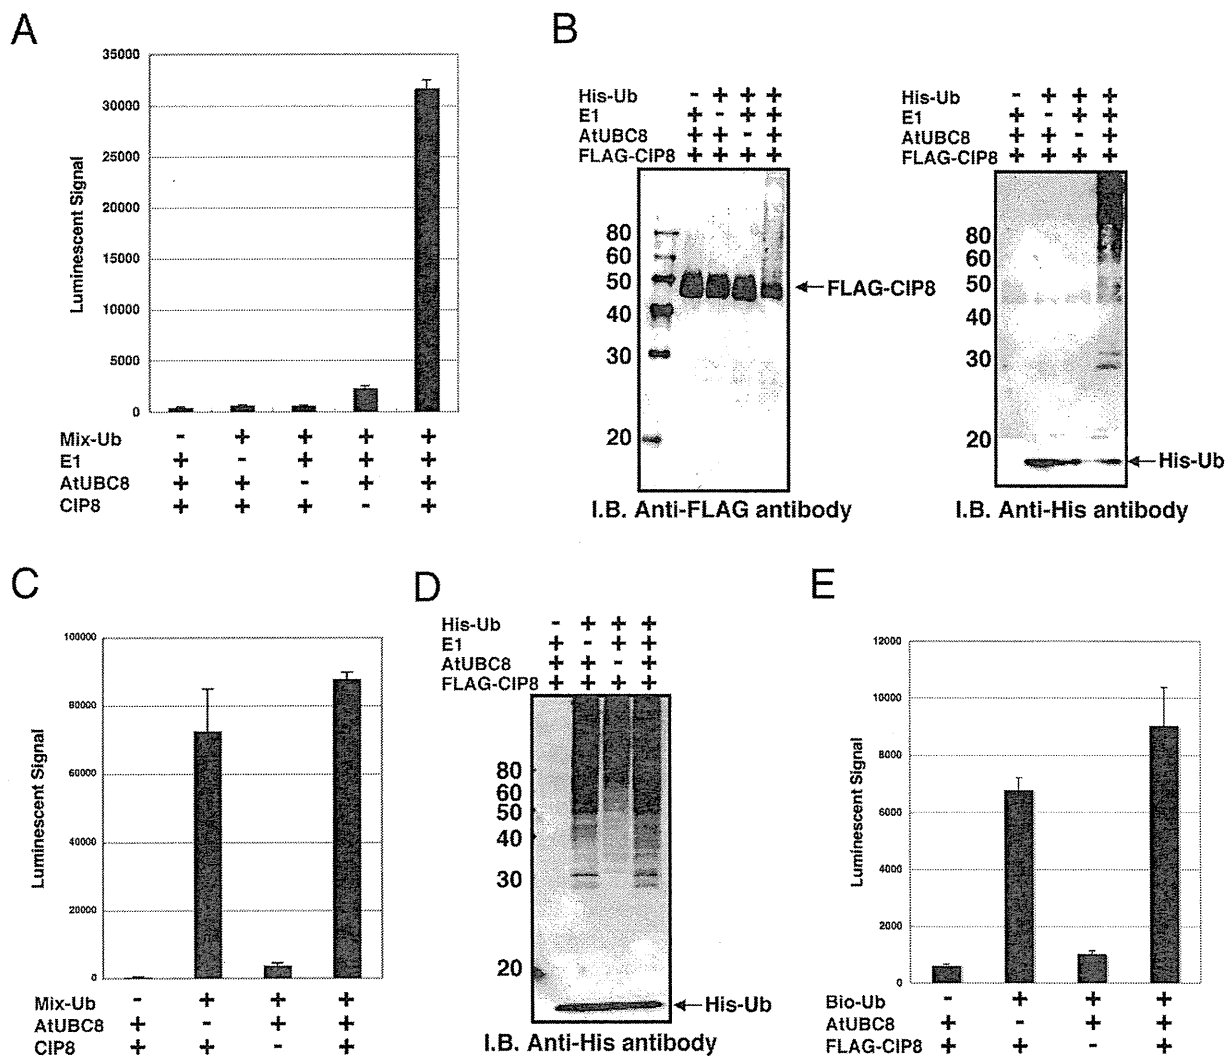 A
35000
30000
25000
20000
15000
10000
5000
0
Luminescent Signal
Mix-Ub - + + + +
E1 + - + + +
AtUBC8 + + - + +
CIP8 + + + - +
B
His-Ub - + + +
E1 + - + +
AtUBC8 + + - +
FLAG-CIP8 + + + +
80
60
50
40
30
20
FLAG-CIP8
I.B. Anti-FLAG antibody
His-Ub - + + +
E1 + - + +
AtUBC8 + + - +
FLAG-CIP8 + + + +
80
60
50
40
30
20
His-Ub
I.B. Anti-His antibody
C
100000
80000
60000
40000
20000
0
Luminescent Signal
Mix-Ub - + + +
AtUBC8 + - + +
CIP8 + + - +
D
His-Ub - + + +
E1 + - + +
AtUBC8 + + - +
FLAG-CIP8 + + + +
80
60
50
40
30
20
His-Ub
I.B. Anti-His antibody
E
12000
10000
8000
6000
4000
2000
0
Luminescent Signal
Bio-Ub - + + +
AtUBC8 + - + +
FLAG-CIP8 + + - +